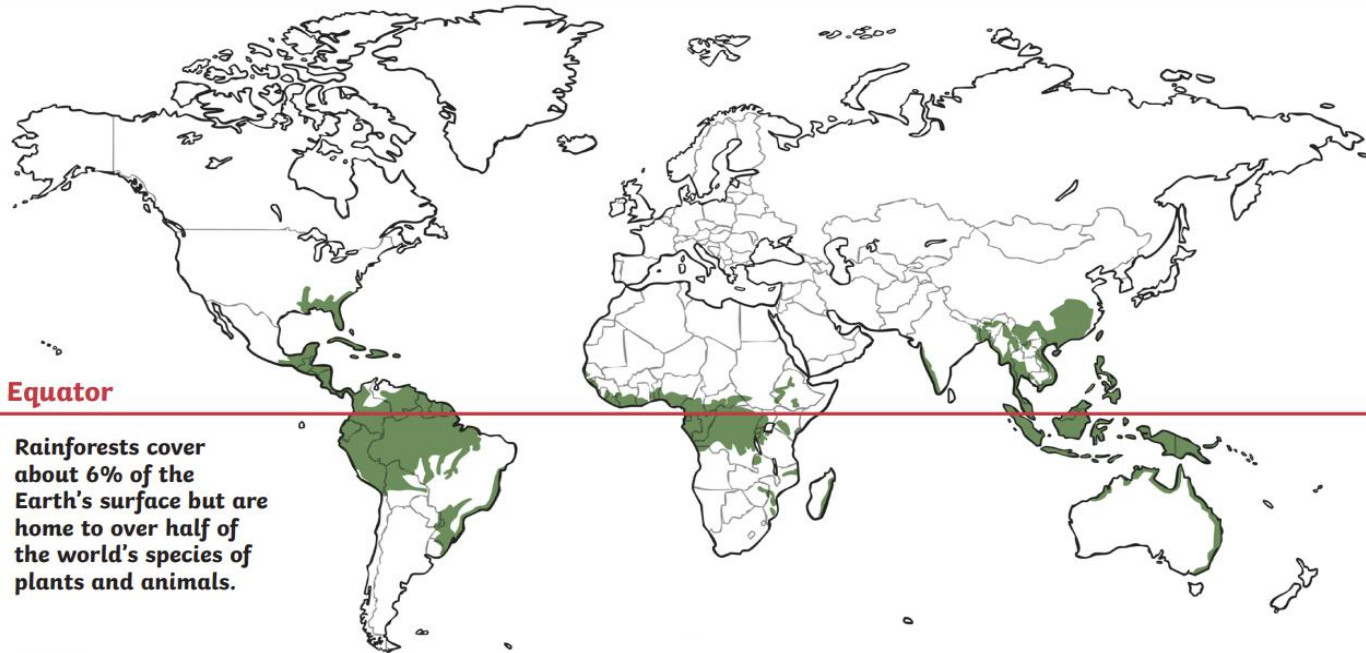 Equator
Rainforests cover
about 6% of the
Earth's surface but are
home to over half of
the world's species of
plants and animals.